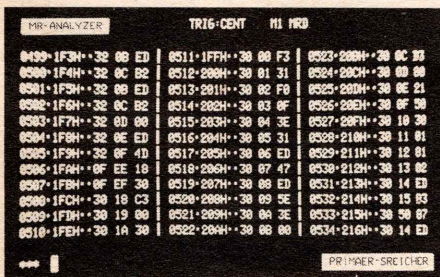 MR-ANALYZER TRIG:CENT M1 MRD
0499·1F3H··32 0B ED 0511·1FFH··30 00 F3 0523·20BH··30 0C D3
0500·1F4H··32 0C B2 0512·200H··30 01 31 0524·20CH··30 0D ED
0501·1F5H··32 0B ED 0513·201H··30 02 F0 0525·20DH··30 0E 21
0502·1F6H··32 0C B2 0514·202H··30 03 0F 0526·20EH··30 0F 50
0503·1F7H··32 0D 00 0515·203H··30 04 3E 0527·20FH··30 10 30
0504·1F8H··32 0E ED 0516·204H··30 05 31 0528·210H··30 11 01
0505·1F9H··32 0F 4D 0517·205H··30 06 ED 0529·211H··30 12 01
0506·1FAH··0F EE 18 0518·206H··30 07 47 0530·212H··30 13 02
0507·1FBH··0F EF 30 0519·207H··30 08 ED 0531·213H··30 14 ED
0508·1FCH··30 18 C3 0520·208H··30 09 5E 0532·214H··30 15 B3
0509·1FDH··30 19 00 0521·209H··30 0A 3E 0533·215H··30 50 07
0510·1FEH··30 1A 30 0522·20AH··30 0B 00 0534·216H··30 14 ED
PRIMAER-SREICHER